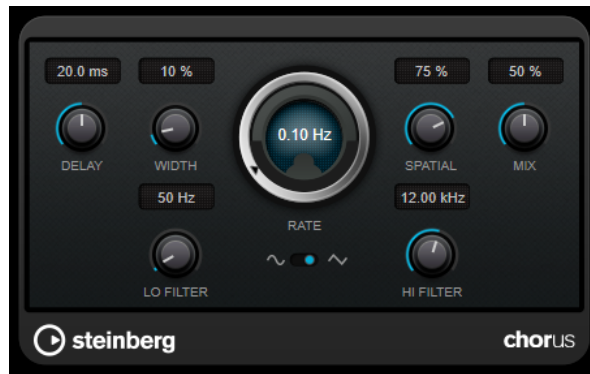 20.0 ms 10 % 75 % 50 %
0.10 Hz
DELAY WIDTH SPATIAL MIX
50 Hz 12.00 kHz
RATE
LO FILTER HI FILTER
steinberg chorus